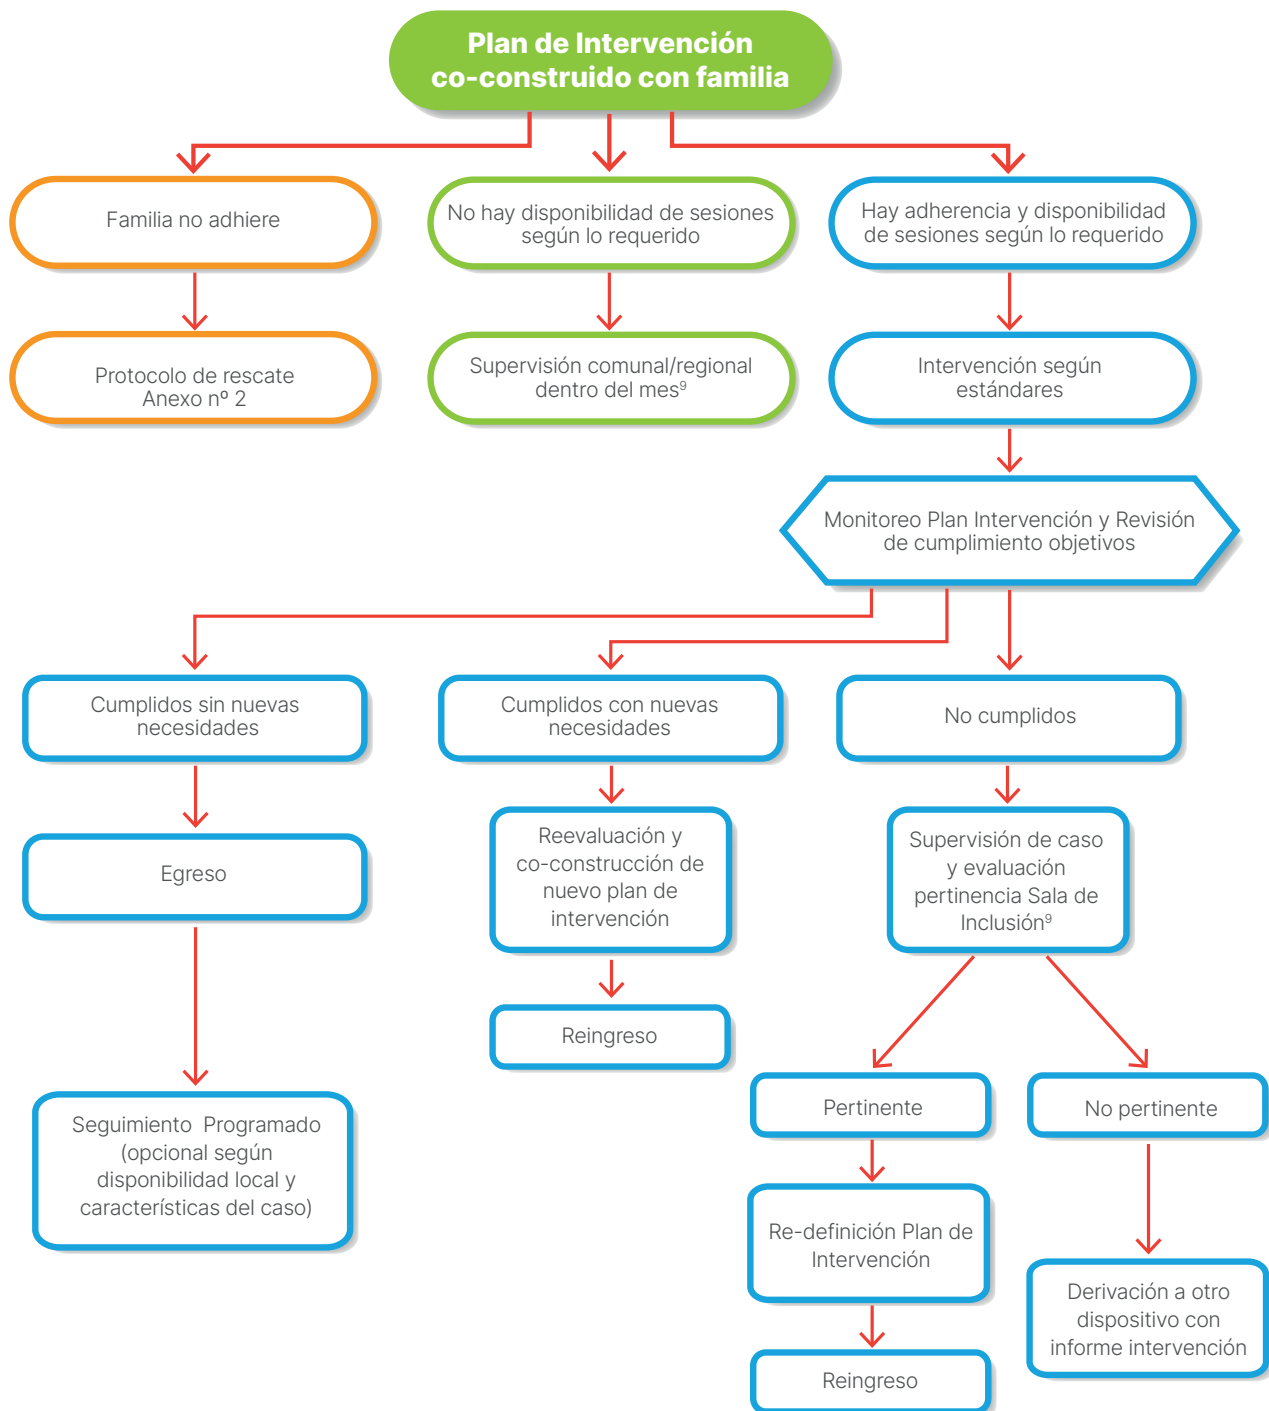 Plan de Intervención
co-construido con familia
Familia no adhiere
No hay disponibilidad de sesiones
según lo requerido
Hay adherencia y disponibilidad
de sesiones según lo requerido
Protocolo de rescate
Anexo nº 2
Supervisión comunal/regional
dentro del mes⁹
Intervención según
estándares
Monitoreo Plan Intervención y Revisión
de cumplimiento objetivos
Cumplidos sin nuevas
necesidades
Cumplidos con nuevas
necesidades
No cumplidos
Egreso
Reevaluación y
co-construcción de
nuevo plan de
intervención
Supervisión de caso
y evaluación
pertinencia Sala de
Inclusión⁹
Reingreso
Seguimiento Programado
(opcional según
disponibilidad local y
características del caso)
Pertinente
No pertinente
Re-definición Plan de
Intervención
Derivación a otro
dispositivo con
informe intervención
Reingreso